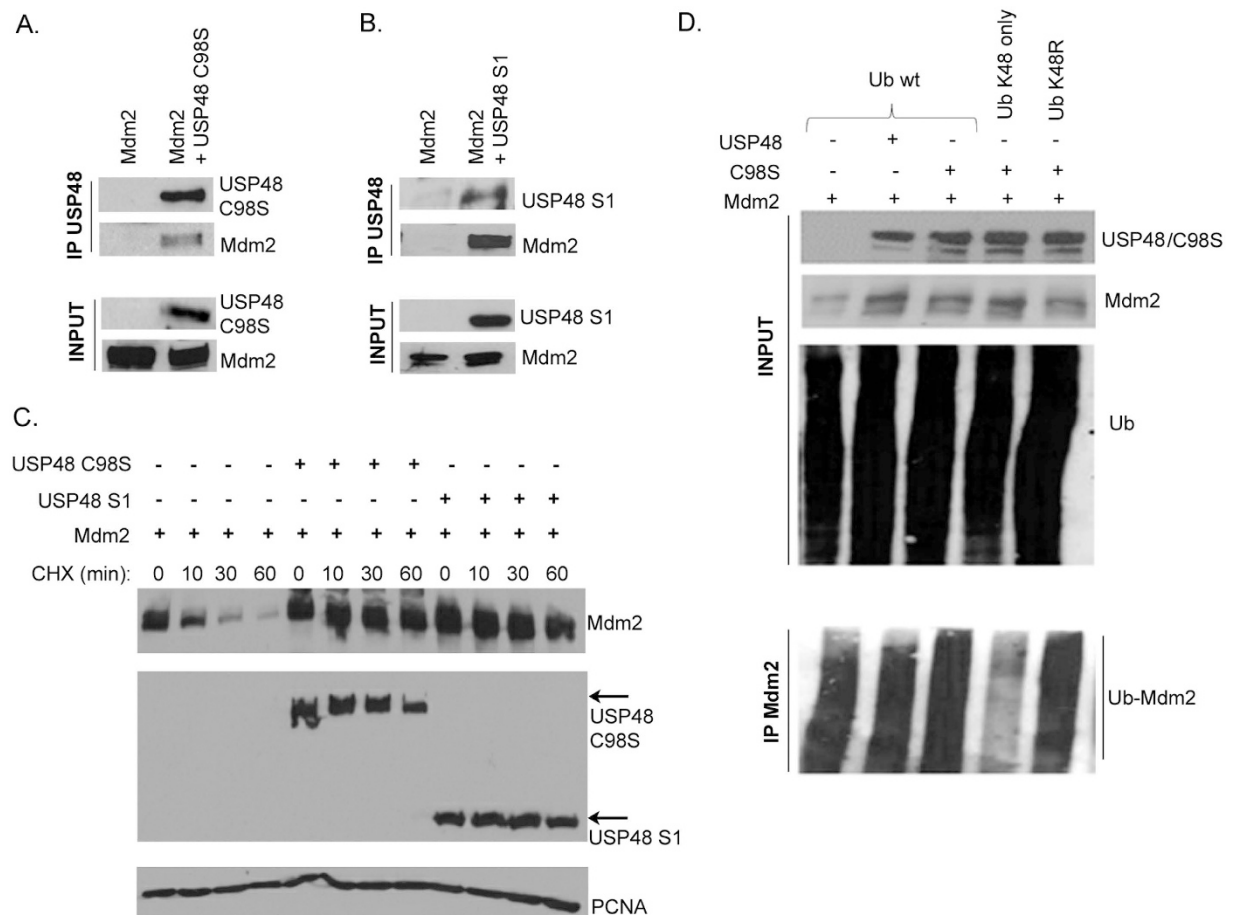 A.
Mdm2
Mdm2
+ USP48 C98S
IP USP48
USP48
C98S
Mdm2
INPUT
USP48
C98S
Mdm2
B.
Mdm2
Mdm2
+ USP48 S1
IP USP48
USP48 S1
Mdm2
INPUT
USP48 S1
Mdm2
C.
USP48 C98S - - - - + + + + - - - -
USP48 S1 - - - - - - - - + + + +
Mdm2 + + + + + + + + + + + +
CHX (min): 0 10 30 60 0 10 30 60 0 10 30 60
Mdm2
USP48
C98S
USP48 S1
PCNA
D.
Ub wt
Ub K48 only
Ub K48R
USP48 - + - - -
C98S - - + + +
Mdm2 + + + + +
INPUT
USP48/C98S
Mdm2
Ub
IP Mdm2
Ub-Mdm2